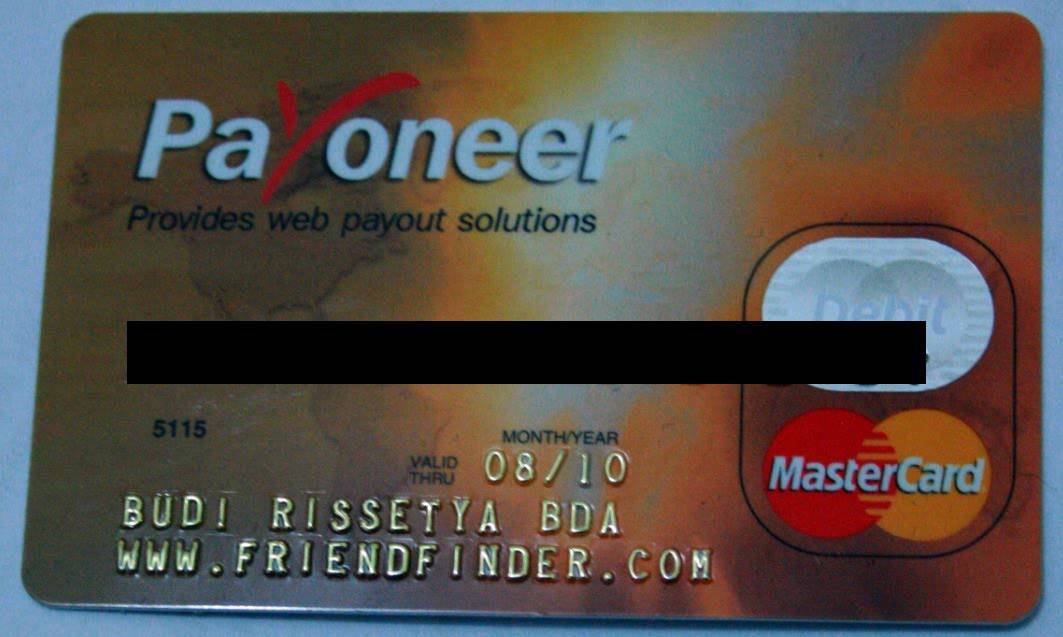 Payoneer
Provides web payout solutions
Debit
5115
MONTH/YEAR
VALID
THRU
08/10
BUDI RISSETYA BDA
WWW.FRIENDFINDER.COM
MasterCard